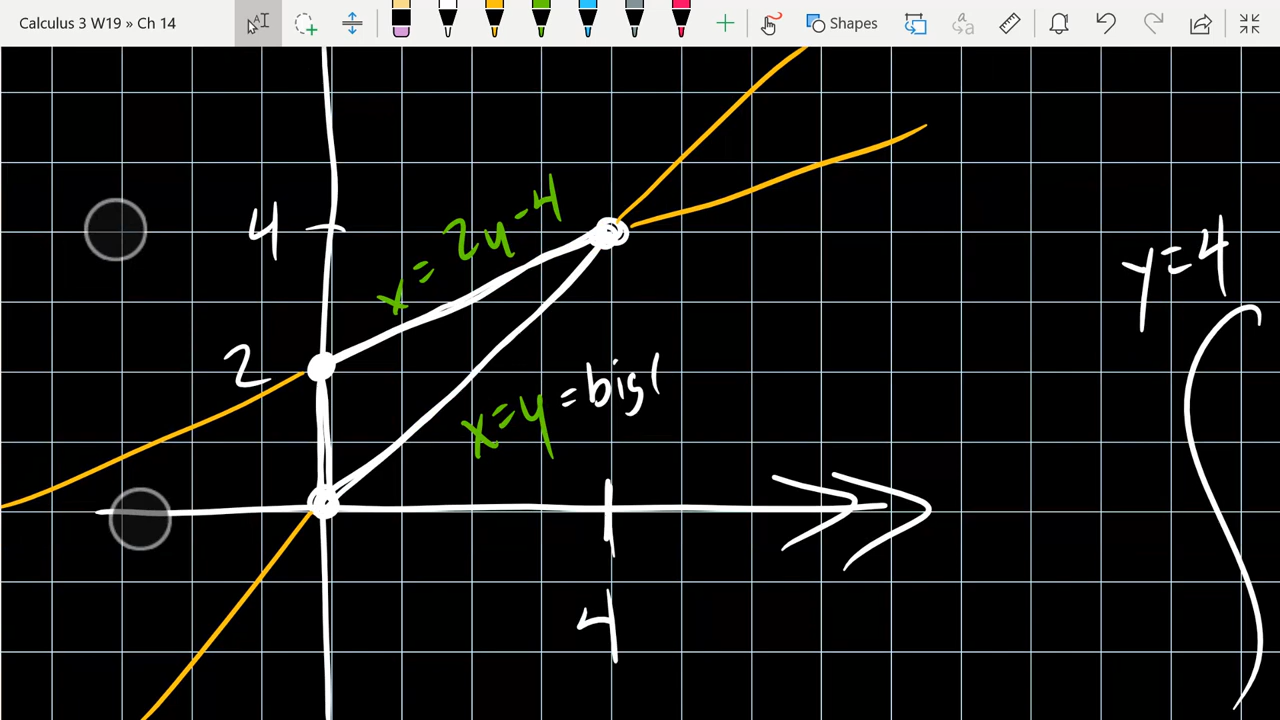 Calculus 3 W19 » Ch 14
Shapes
x = 2y - 4
4
y = 4
2
x = y = big(
4